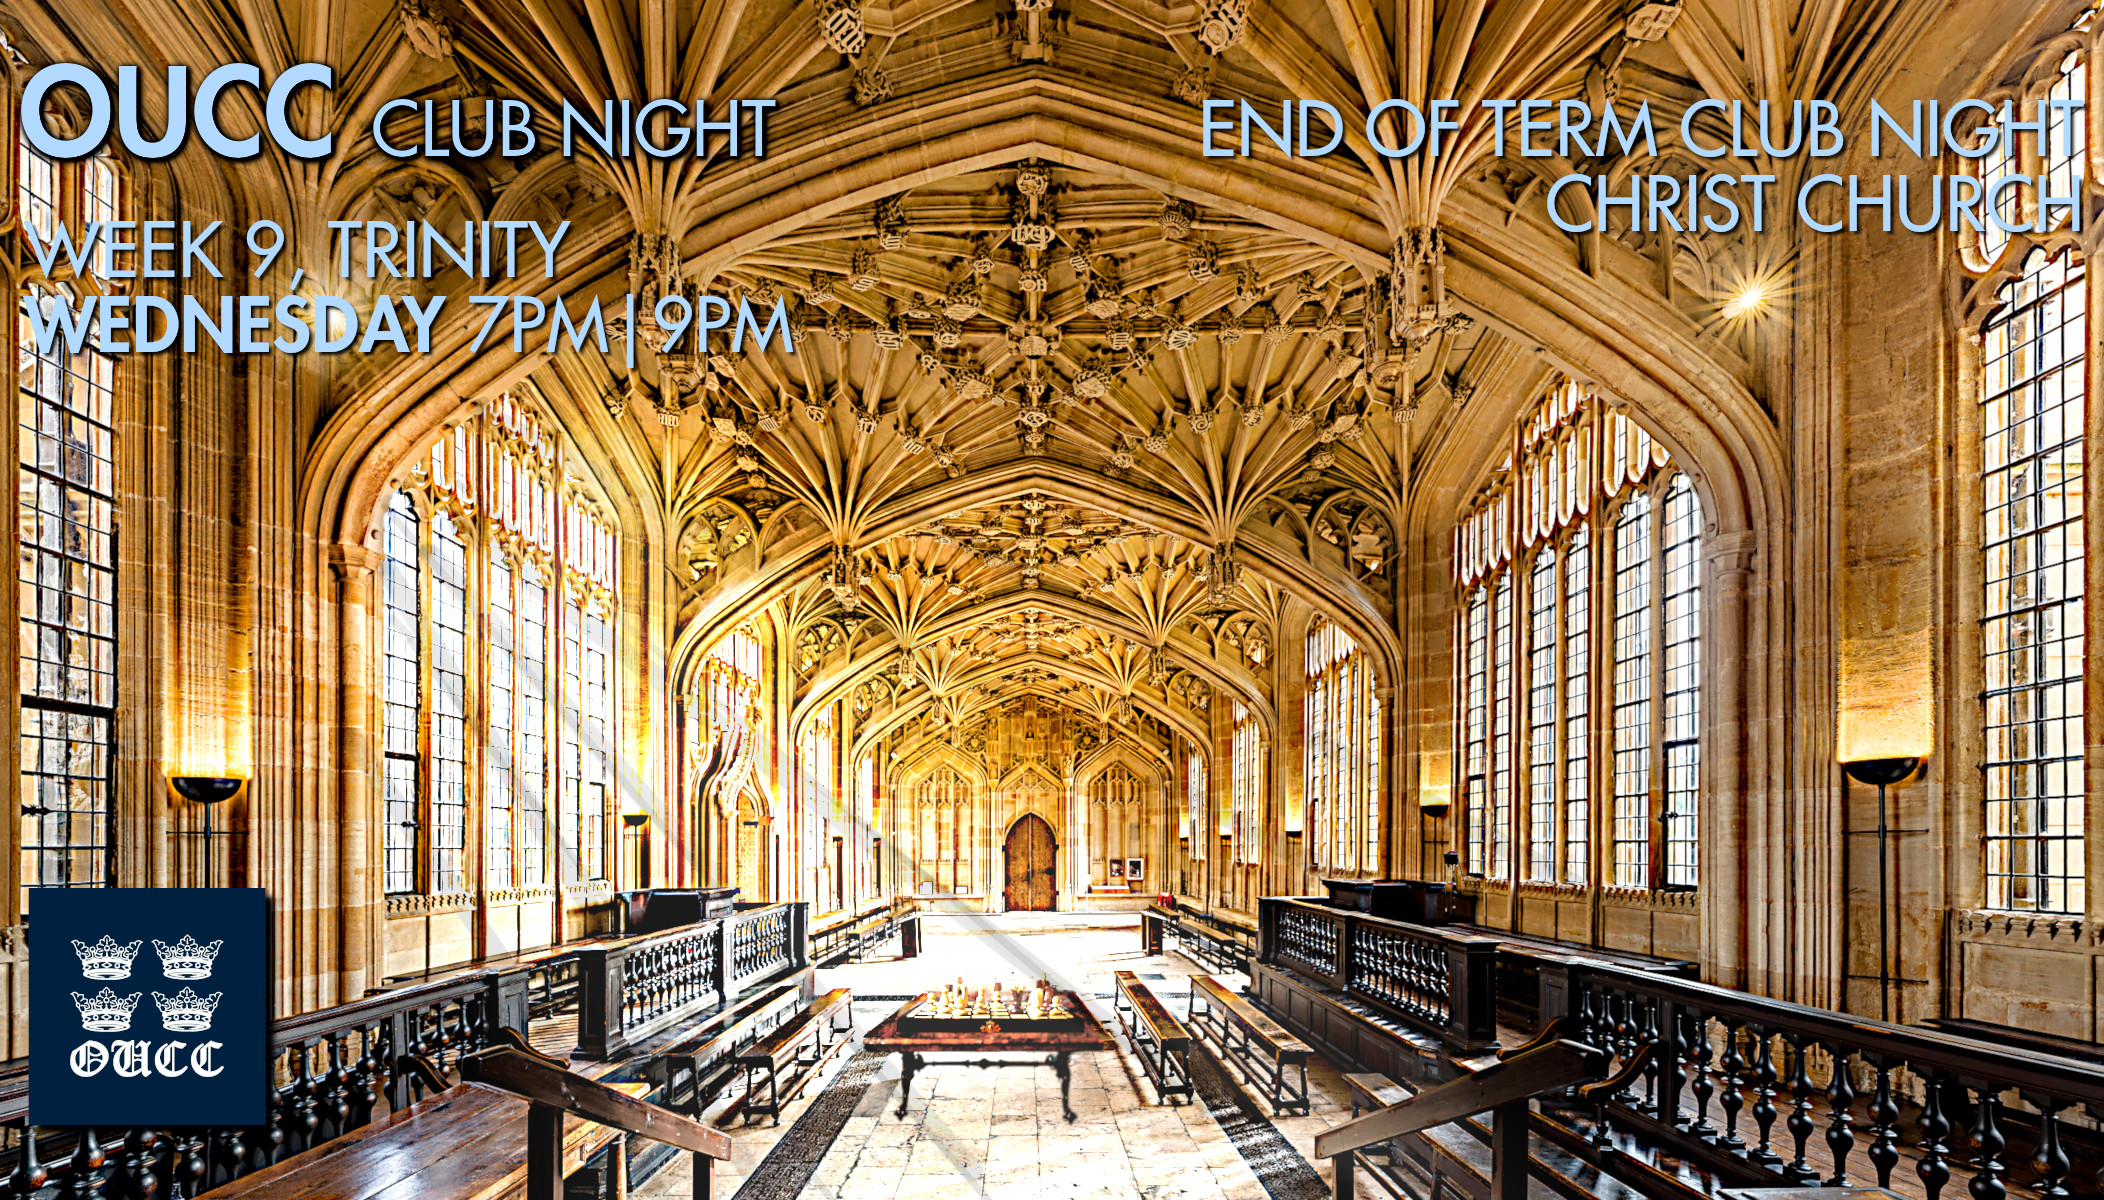 OUCC CLUB NIGHT
WEEK 9, TRINITY
WEDNESDAY 7PM|9PM
END OF TERM CLUB NIGHT
CHRIST CHURCH
OUCC